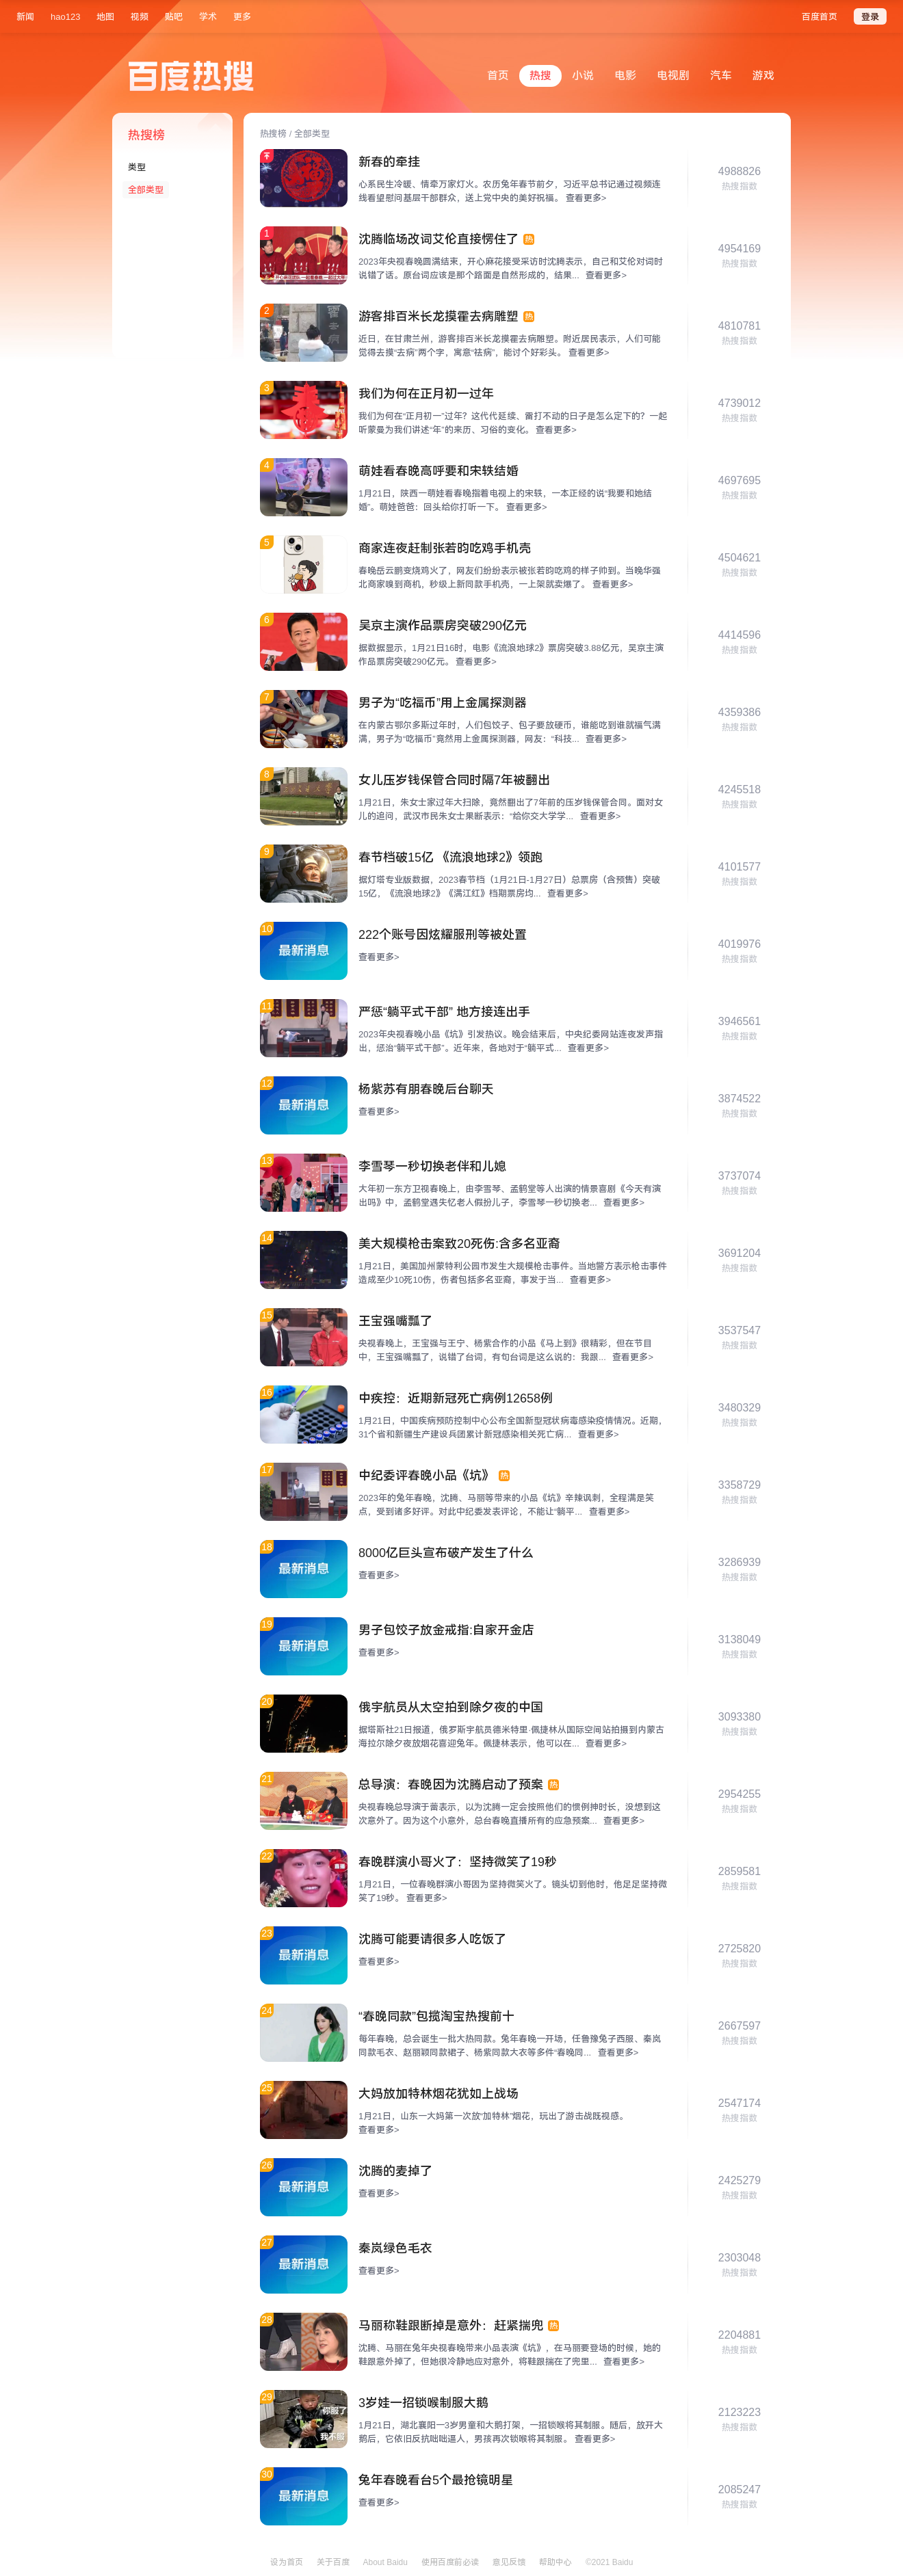 新闻 hao123 地图 视频 贴吧 学术 更多 百度首页 登录
百度热搜 首页 热搜 小说 电影 电视剧 汽车 游戏
热搜榜
类型
全部类型
热搜榜 / 全部类型
新春的牵挂
心系民生冷暖、情牵万家灯火。农历兔年春节前夕，习近平总书记通过视频连
线看望慰问基层干部群众，送上党中央的美好祝福。 查看更多>
4988826
热搜指数
1
沈腾临场改词艾伦直接愣住了 热
2023年央视春晚圆满结束，开心麻花接受采访时沈腾表示，自己和艾伦对词时
说错了话。原台词应该是那个路面是自然形成的，结果... 查看更多>
4954169
热搜指数
2
游客排百米长龙摸霍去病雕塑 热
近日，在甘肃兰州，游客排百米长龙摸霍去病雕塑。附近居民表示，人们可能
觉得去摸“去病”两个字，寓意“祛病”，能讨个好彩头。 查看更多>
4810781
热搜指数
3
我们为何在正月初一过年
我们为何在“正月初一”过年？这代代延续、雷打不动的日子是怎么定下的？一起
听蒙曼为我们讲述“年”的来历、习俗的变化。 查看更多>
4739012
热搜指数
4
萌娃看春晚高呼要和宋轶结婚
1月21日，陕西一萌娃看春晚指着电视上的宋轶，一本正经的说“我要和她结
婚”。萌娃爸爸：回头给你打听一下。 查看更多>
4697695
热搜指数
5
商家连夜赶制张若昀吃鸡手机壳
春晚岳云鹏变烧鸡火了，网友们纷纷表示被张若昀吃鸡的样子帅到。当晚华强
北商家嗅到商机，秒级上新同款手机壳，一上架就卖爆了。 查看更多>
4504621
热搜指数
6
吴京主演作品票房突破290亿元
据数据显示，1月21日16时，电影《流浪地球2》票房突破3.88亿元，吴京主演
作品票房突破290亿元。 查看更多>
4414596
热搜指数
7
男子为“吃福币”用上金属探测器
在内蒙古鄂尔多斯过年时，人们包饺子、包子要放硬币，谁能吃到谁就福气满
满，男子为“吃福币”竟然用上金属探测器，网友：“科技... 查看更多>
4359386
热搜指数
8
女儿压岁钱保管合同时隔7年被翻出
1月21日，朱女士家过年大扫除，竟然翻出了7年前的压岁钱保管合同。面对女
儿的追问，武汉市民朱女士果断表示：“给你交大学学... 查看更多>
4245518
热搜指数
9
春节档破15亿 《流浪地球2》领跑
据灯塔专业版数据，2023春节档（1月21日-1月27日）总票房（含预售）突破
15亿，《流浪地球2》《满江红》档期票房均... 查看更多>
4101577
热搜指数
10
最新消息
222个账号因炫耀服刑等被处置
查看更多>
4019976
热搜指数
11
严惩“躺平式干部” 地方接连出手
2023年央视春晚小品《坑》引发热议。晚会结束后，中央纪委网站连夜发声指
出，惩治“躺平式干部”。近年来，各地对于“躺平式... 查看更多>
3946561
热搜指数
12
最新消息
杨紫苏有朋春晚后台聊天
查看更多>
3874522
热搜指数
13
李雪琴一秒切换老伴和儿媳
大年初一东方卫视春晚上，由李雪琴、孟鹤堂等人出演的情景喜剧《今天有演
出吗》中，孟鹤堂遇失忆老人假扮儿子，李雪琴一秒切换老... 查看更多>
3737074
热搜指数
14
美大规模枪击案致20死伤:含多名亚裔
1月21日，美国加州蒙特利公园市发生大规模枪击事件。当地警方表示枪击事件
造成至少10死10伤，伤者包括多名亚裔，事发于当... 查看更多>
3691204
热搜指数
15
王宝强嘴瓢了
央视春晚上，王宝强与王宁、杨紫合作的小品《马上到》很精彩，但在节目
中，王宝强嘴瓢了，说错了台词，有句台词是这么说的：我跟... 查看更多>
3537547
热搜指数
16
中疾控：近期新冠死亡病例12658例
1月21日，中国疾病预防控制中心公布全国新型冠状病毒感染疫情情况。近期，
31个省和新疆生产建设兵团累计新冠感染相关死亡病... 查看更多>
3480329
热搜指数
17
中纪委评春晚小品《坑》 热
2023年的兔年春晚，沈腾、马丽等带来的小品《坑》辛辣讽刺，全程满是笑
点，受到诸多好评。对此中纪委发表评论，不能让“躺平... 查看更多>
3358729
热搜指数
18
最新消息
8000亿巨头宣布破产发生了什么
查看更多>
3286939
热搜指数
19
最新消息
男子包饺子放金戒指:自家开金店
查看更多>
3138049
热搜指数
20
俄宇航员从太空拍到除夕夜的中国
据塔斯社21日报道，俄罗斯宇航员德米特里·佩捷林从国际空间站拍摄到内蒙古
海拉尔除夕夜放烟花喜迎兔年。佩捷林表示，他可以在... 查看更多>
3093380
热搜指数
21
总导演：春晚因为沈腾启动了预案 热
央视春晚总导演于蕾表示，以为沈腾一定会按照他们的惯例抻时长，没想到这
次意外了。因为这个小意外，总台春晚直播所有的应急预案... 查看更多>
2954255
热搜指数
22
春晚群演小哥火了：坚持微笑了19秒
1月21日，一位春晚群演小哥因为坚持微笑火了。镜头切到他时，他足足坚持微
笑了19秒。 查看更多>
2859581
热搜指数
23
最新消息
沈腾可能要请很多人吃饭了
查看更多>
2725820
热搜指数
24
“春晚同款”包揽淘宝热搜前十
每年春晚，总会诞生一批大热同款。兔年春晚一开场，任鲁豫兔子西服、秦岚
同款毛衣、赵丽颖同款裙子、杨紫同款大衣等多件“春晚同... 查看更多>
2667597
热搜指数
25
大妈放加特林烟花犹如上战场
1月21日，山东一大妈第一次放“加特林”烟花，玩出了游击战既视感。
查看更多>
2547174
热搜指数
26
最新消息
沈腾的麦掉了
查看更多>
2425279
热搜指数
27
最新消息
秦岚绿色毛衣
查看更多>
2303048
热搜指数
28
马丽称鞋跟断掉是意外：赶紧揣兜 热
沈腾、马丽在兔年央视春晚带来小品表演《坑》，在马丽要登场的时候，她的
鞋跟意外掉了，但她很冷静地应对意外，将鞋跟揣在了兜里... 查看更多>
2204881
热搜指数
29
3岁娃一招锁喉制服大鹅
1月21日，湖北襄阳一3岁男童和大鹅打架，一招锁喉将其制服。随后，放开大
鹅后，它依旧反抗咄咄逼人，男孩再次锁喉将其制服。 查看更多>
2123223
热搜指数
30
最新消息
兔年春晚看台5个最抢镜明星
查看更多>
2085247
热搜指数
设为首页 关于百度 About Baidu 使用百度前必读 意见反馈 帮助中心 ©2021 Baidu